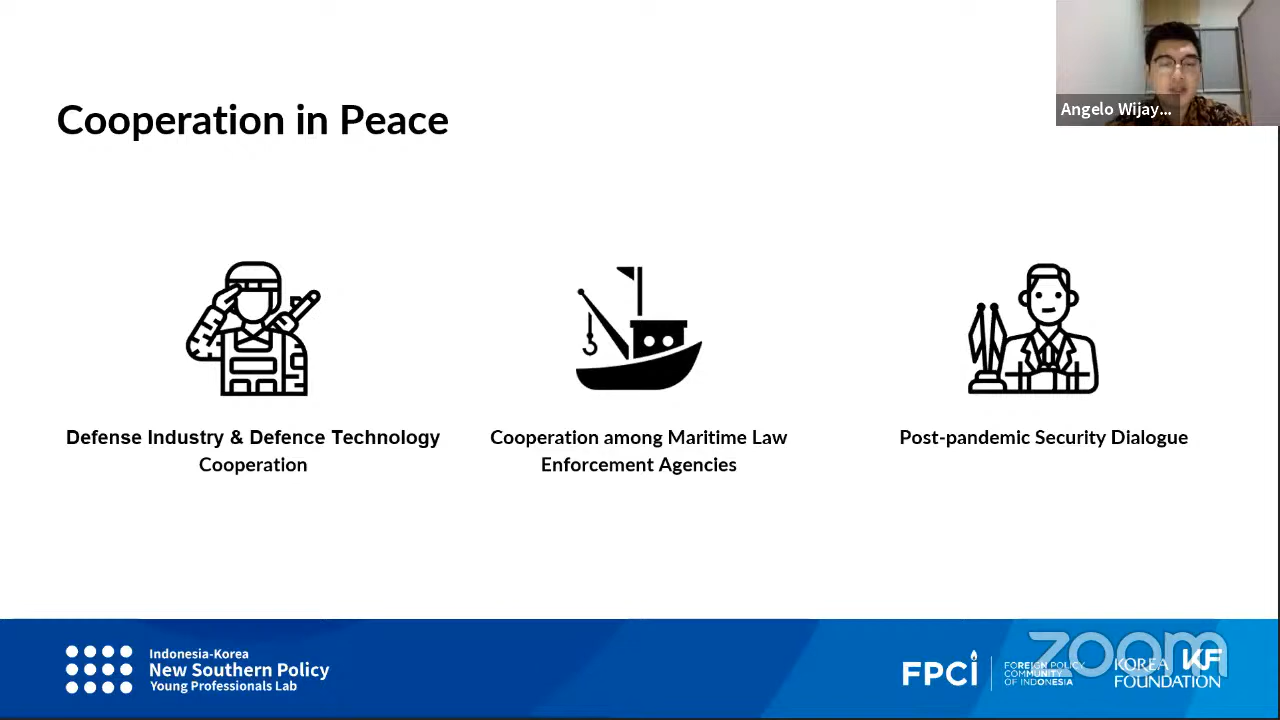 Angelo Wijay...
Cooperation in Peace
Defense Industry & Defence Technology
Cooperation
Cooperation among Maritime Law
Enforcement Agencies
Post-pandemic Security Dialogue
Indonesia-Korea
New Southern Policy
Young Professionals Lab
FPCi
FOREIGN POLICY
COMMUNITY
OF INDONESIA
zoom
KOREA KF
FOUNDATION